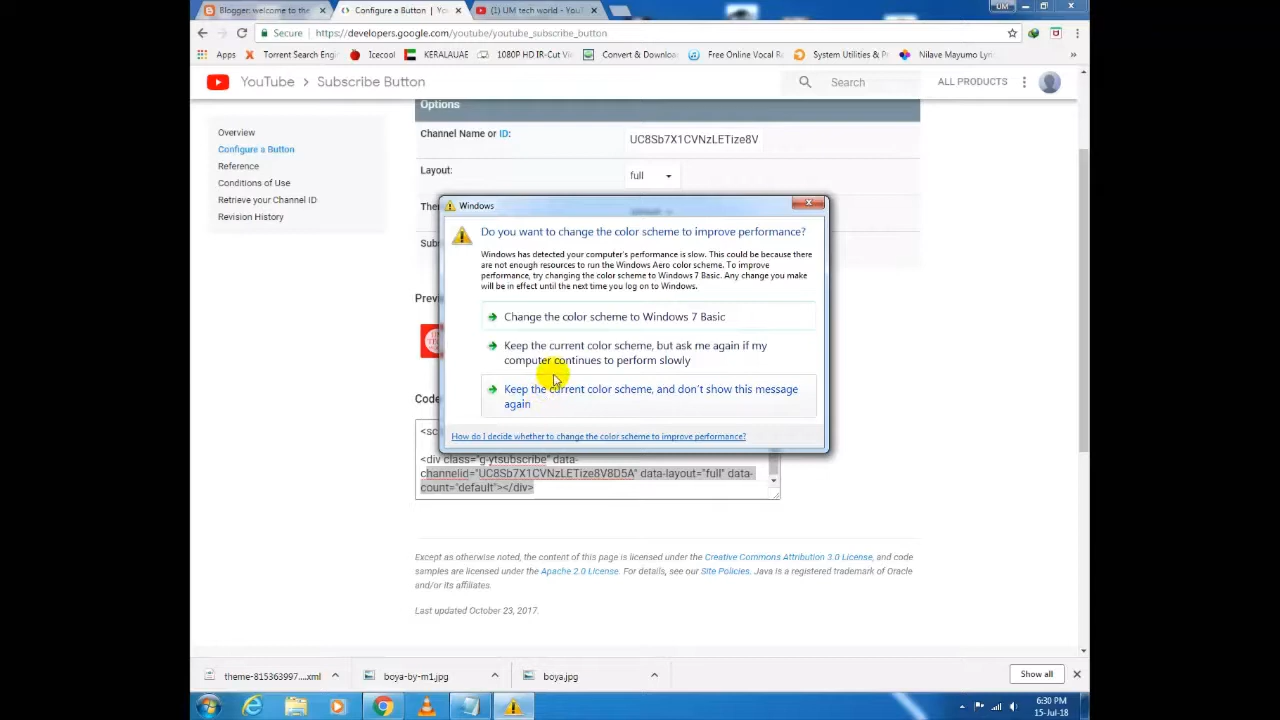 Blogger: welcome to the
Configure a Button | You
UM tech world - YouT
UM
Secure
https://developers.google.com/youtube/youtube_subscribe_button
Apps
Torrent Search Engi
Icecool
KERALAUAE
1080P HD IR-Cut Vi
Convert & Downloa
Free Online Vocal R
System Utilities & P
Nilave Mayumo Lyri
YouTube > Subscribe Button
Search
ALL PRODUCTS
Overview
Configure a Button
Reference
Conditions of Use
Retrieve your Channel ID
Revision History
Options
Channel Name or ID:
UC8Sb7X1CVNzLETize8V
Layout:
full
The
Subs
Prev
Code
Windows
Do you want to change the color scheme to improve performance?
Windows has detected your computer's performance is slow. This could be because there
are not enough resources to run the Windows Aero color scheme. To improve
performance, try changing the color scheme to Windows 7 Basic. Any change you make
will be in effect until the next time you log on to Windows.
Change the color scheme to Windows 7 Basic
Keep the current color scheme, but ask me again if my
computer continues to perform slowly
Keep the current color scheme, and don't show this message
again
How do I decide whether to change the color scheme to improve performance?
<sc
<div class="g-ytsubscribe" data-
channelid="UC8Sb7X1CVNzLETize8V8D5A" data-layout="full" data-
count="default"></div>
Except as otherwise noted, the content of this page is licensed under the Creative Commons Attribution 3.0 License, and code
samples are licensed under the Apache 2.0 License. For details, see our Site Policies. Java is a registered trademark of Oracle
and/or its affiliates.
Last updated October 23, 2017.
theme-815363997....xml
boya-by-m1.jpg
boya.jpg
Show all
6:30 PM
15-Jul-18